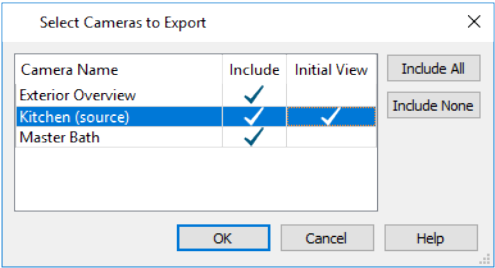 Select Cameras to Export
Camera Name Include Initial View
Include All
Exterior Overview
Include None
Kitchen (source)
Master Bath
OK Cancel Help